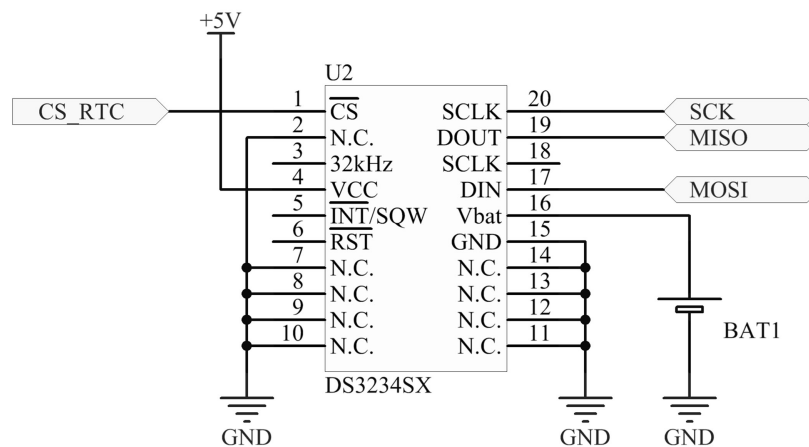 +5V
U2
CS_RTC 1 CS SCLK 20 SCK
2 N.C. DOUT 19 MISO
3 32kHz SCLK 18
4 VCC DIN 17 MOSI
5 INT/SQW Vbat 16
6 RST GND 15
7 N.C. N.C. 14
8 N.C. N.C. 13
9 N.C. N.C. 12
10 N.C. N.C. 11
BAT1
DS3234SX
GND GND GND